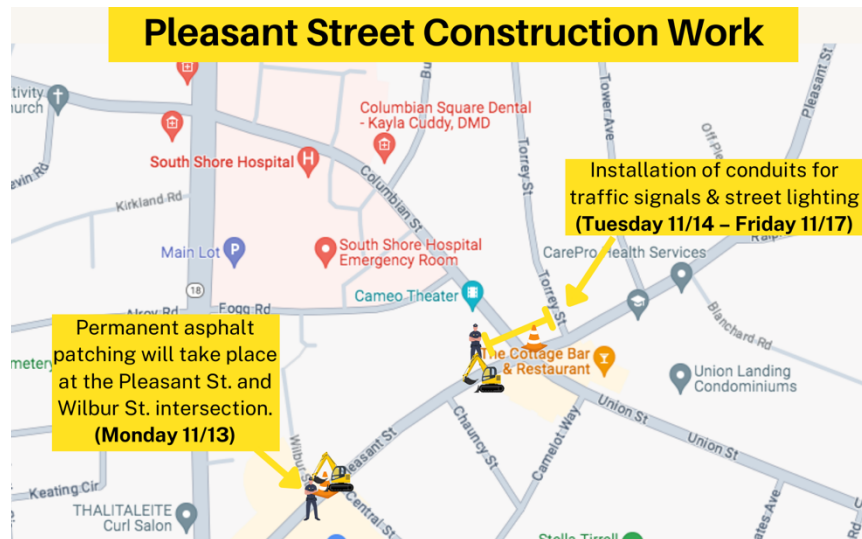 Pleasant Street Construction Work
Columbian Square Dental
- Kayla Cuddy, DMD
South Shore Hospital
H
Kirkland Rd
Columbian St
Torrey St
Tower Ave
Pleasant St
Installation of conduits for
traffic signals & street lighting
(Tuesday 11/14 – Friday 11/17)
Main Lot
P
South Shore Hospital
Emergency Room
CarePro Health Services
18
Cameo Theater
Torrey St
Fogg Rd
Blanchard Rd
Permanent asphalt
patching will take place
at the Pleasant St. and
Wilbur St. intersection.
(Monday 11/13)
The Cottage Bar
& Restaurant
Union Landing
Condominiums
Union St
Union St
Chauncy St
Camelot Way
Central St
Keating Cir
THALITALEITE
Curl Salon